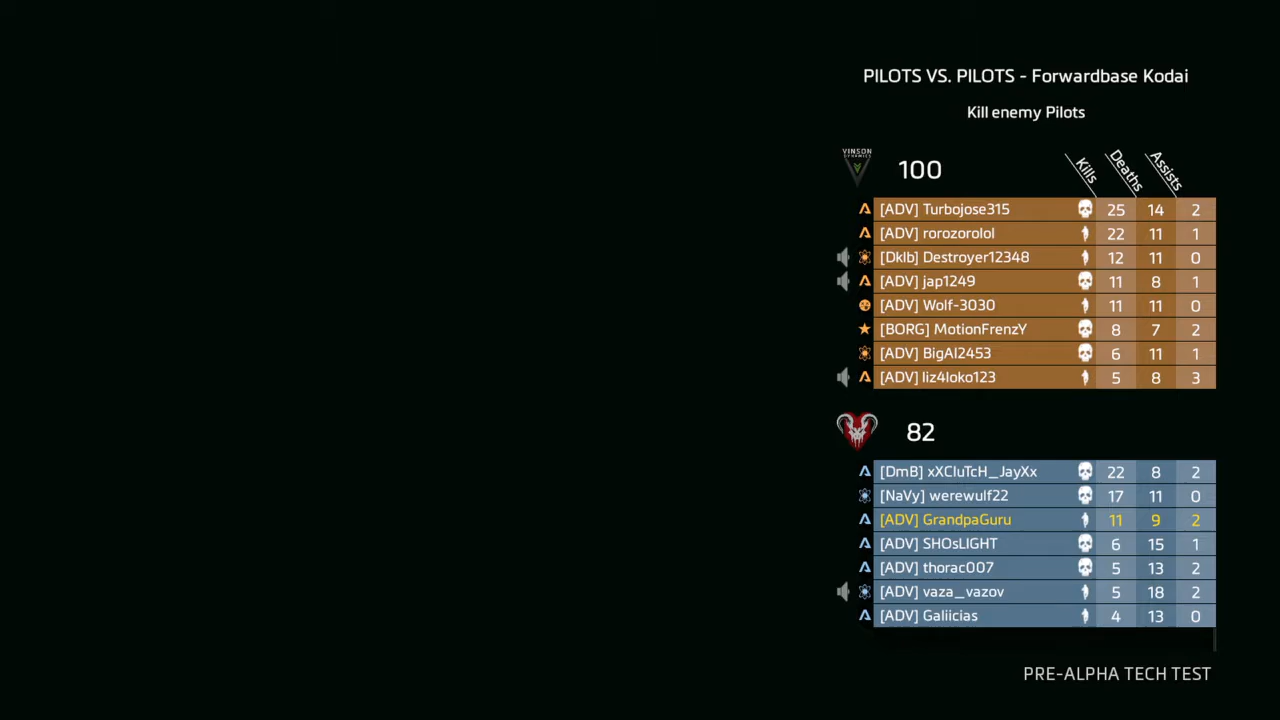 PILOTS VS. PILOTS - Forwardbase Kodai
Kill enemy Pilots
VINSON
DYNAMICS
100
Kills Deaths Assists
[ADV] Turbojose315 25 14 2
[ADV] rorozorolol 22 11 1
[Dklb] Destroyer12348 12 11 0
[ADV] jap1249 11 8 1
[ADV] Wolf-3030 11 11 0
[BORG] MotionFrenzY 8 7 2
[ADV] BigAl2453 6 11 1
[ADV] liz4loko123 5 8 3
82
[DmB] xXCluTcH_JayXx 22 8 2
[NaVy] werewulf22 17 11 0
[ADV] GrandpaGuru 11 9 2
[ADV] SHOsLIGHT 6 15 1
[ADV] thorac007 5 13 2
[ADV] vaza_vazov 5 18 2
[ADV] Galiicias 4 13 0
PRE-ALPHA TECH TEST